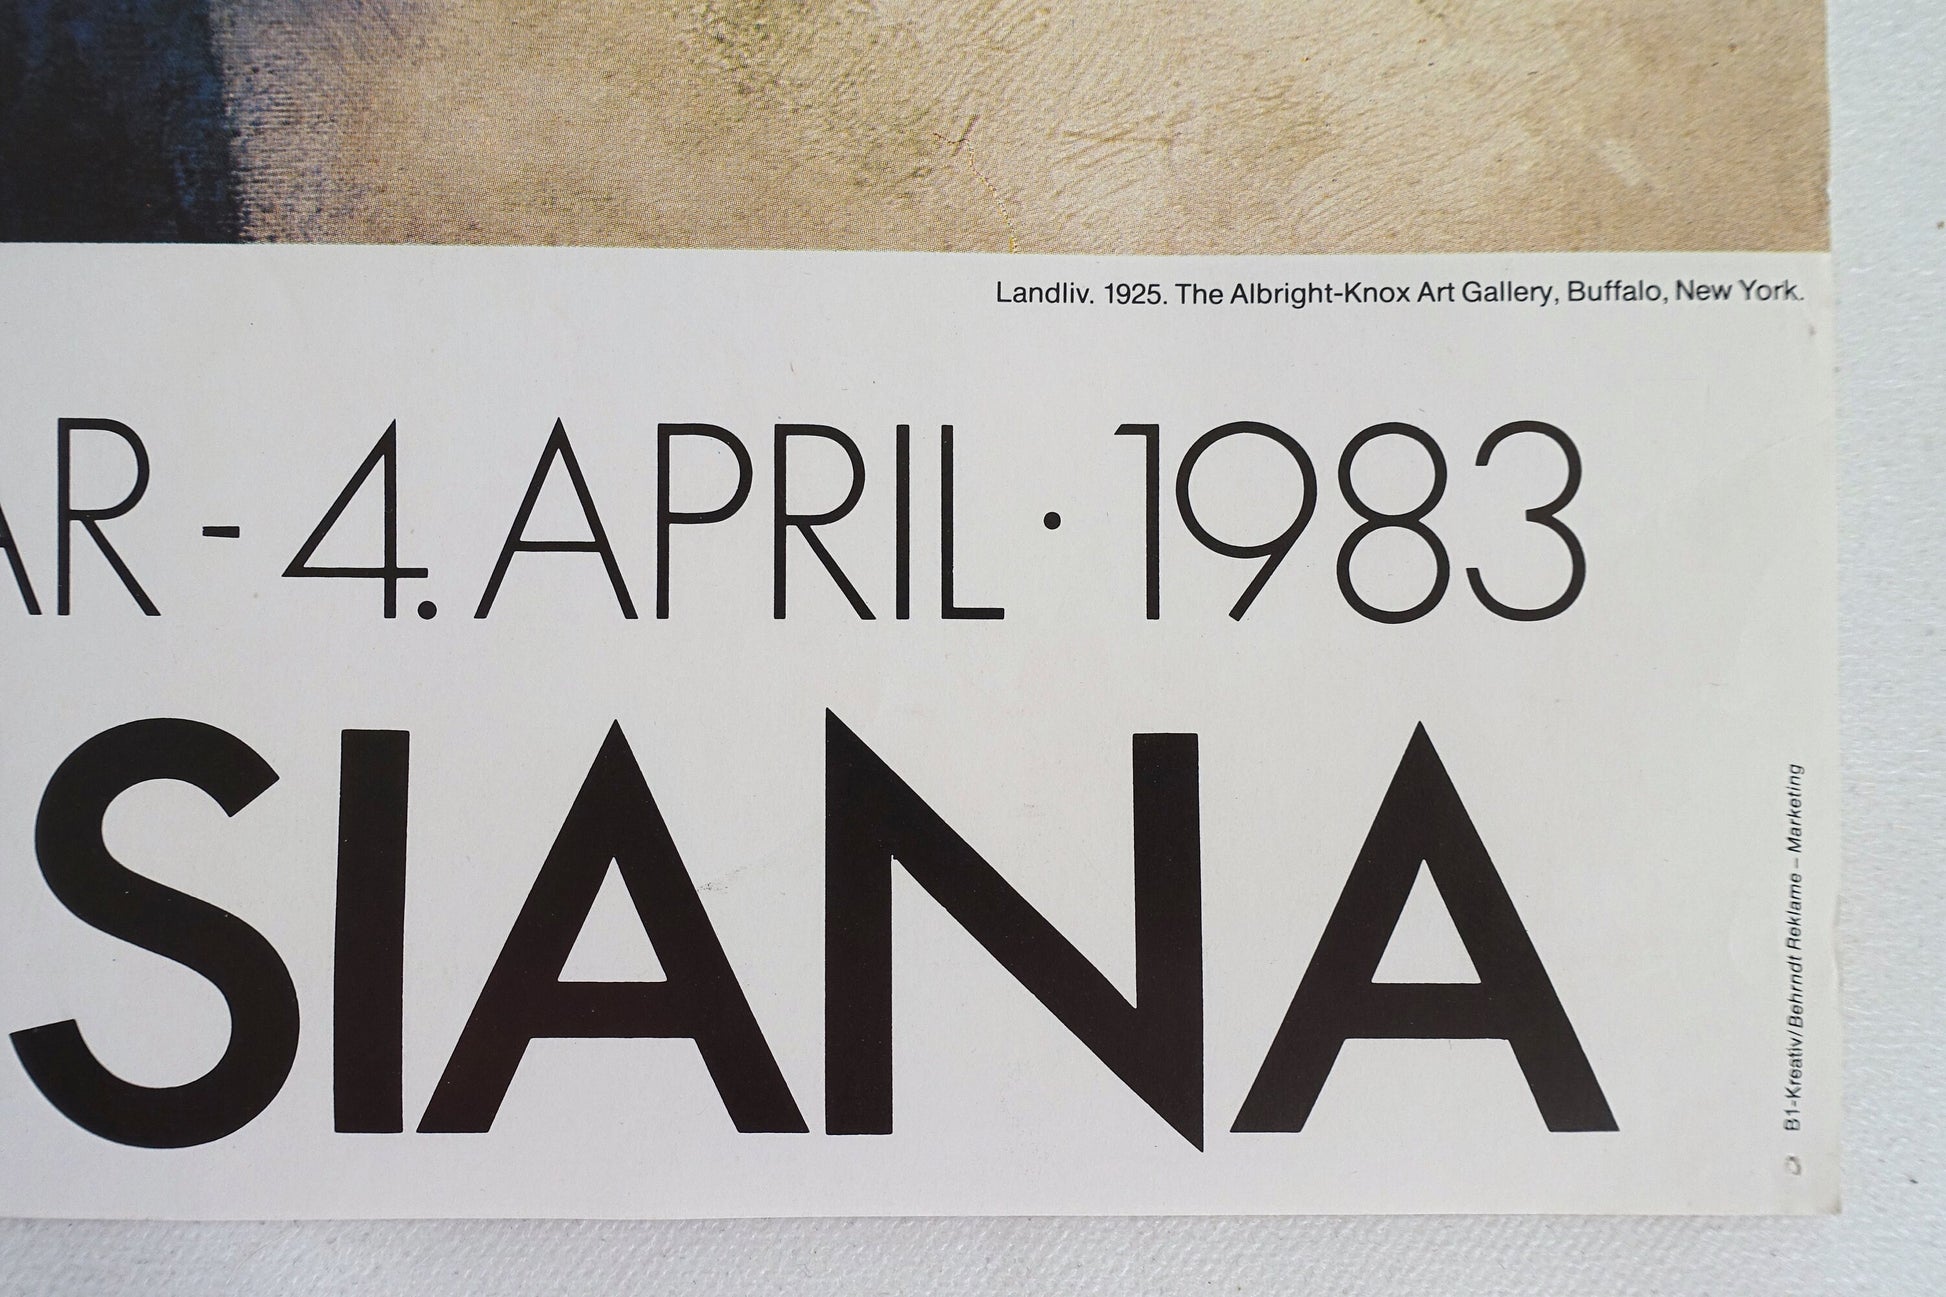 Landliv. 1925. The Albright-Knox Art Gallery, Buffalo, New York.
AR - 4. APRIL · 1983
SIANA
B1-Kreativ/Behrndt Reklame – Marketing